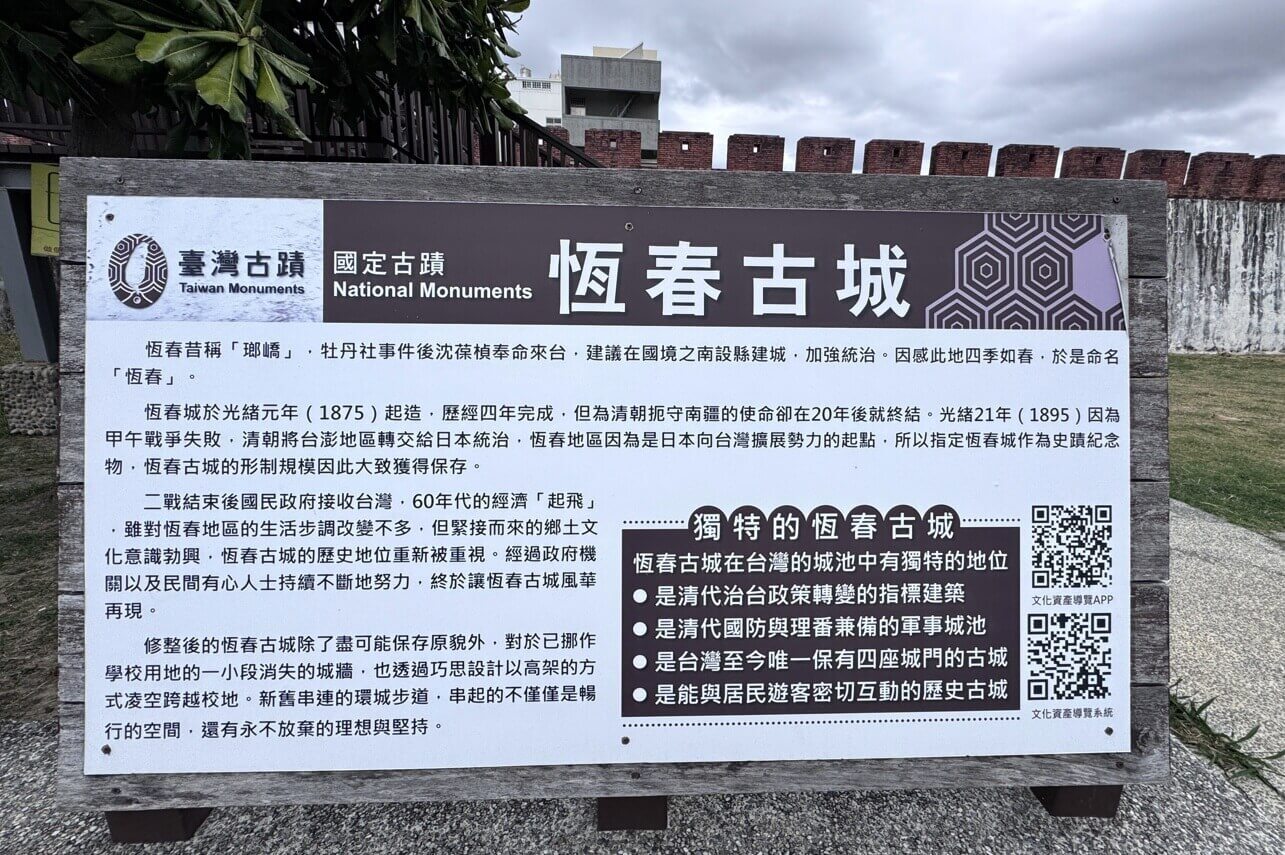 臺灣古蹟
Taiwan Monuments
國定古蹟
National Monuments
恆春古城
恆春昔稱「瑯嶠」，牡丹社事件後沈葆楨奉命來台，建議在國境之南設縣建城，加強統治。因感此地四季如春，於是命名
「恆春」。
恆春城於光緒元年（1875）起造，歷經四年完成，但為清朝扼守南疆的使命卻在20年後就終結。光緒21年（1895）因為
甲午戰爭失敗，清朝將台澎地區轉交給日本統治，恆春地區因為是日本向台灣擴展勢力的起點，所以指定恆春城作為史蹟紀念
物，恆春古城的形制規模因此大致獲得保存。
二戰結束後國民政府接收台灣，60年代的經濟「起飛」
，雖對恆春地區的生活步調改變不多，但緊接而來的鄉土文
化意識勃興，恆春古城的歷史地位重新被重視。經過政府機
關以及民間有心人士持續不斷地努力，終於讓恆春古城風華
再現。
修整後的恆春古城除了盡可能保存原貌外，對於已挪作
學校用地的一小段消失的城牆，也透過巧思設計以高架的方
式凌空跨越校地。新舊串連的環城步道，串起的不僅僅是暢
行的空間，還有永不放棄的理想與堅持。
獨特的恆春古城
恆春古城在台灣的城池中有獨特的地位
● 是清代治台政策轉變的指標建築
● 是清代國防與理番兼備的軍事城池
● 是台灣至今唯一保有四座城門的古城
● 是能與居民遊客密切互動的歷史古城
文化資產導覽APP
文化資產導覽系統